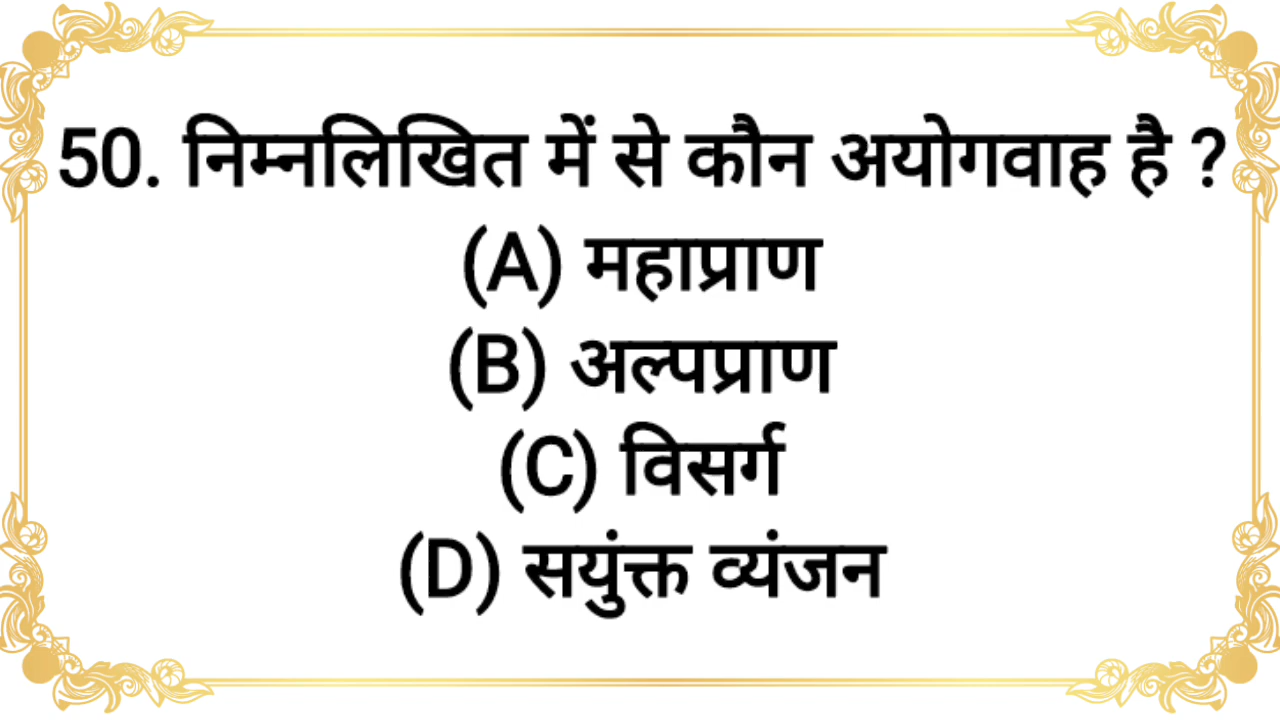 50. निम्नलिखित में से कौन अयोगवाह है ?
(A) महाप्राण
(B) अल्पप्राण
(C) विसर्ग
(D) सयुंक्त व्यंजन